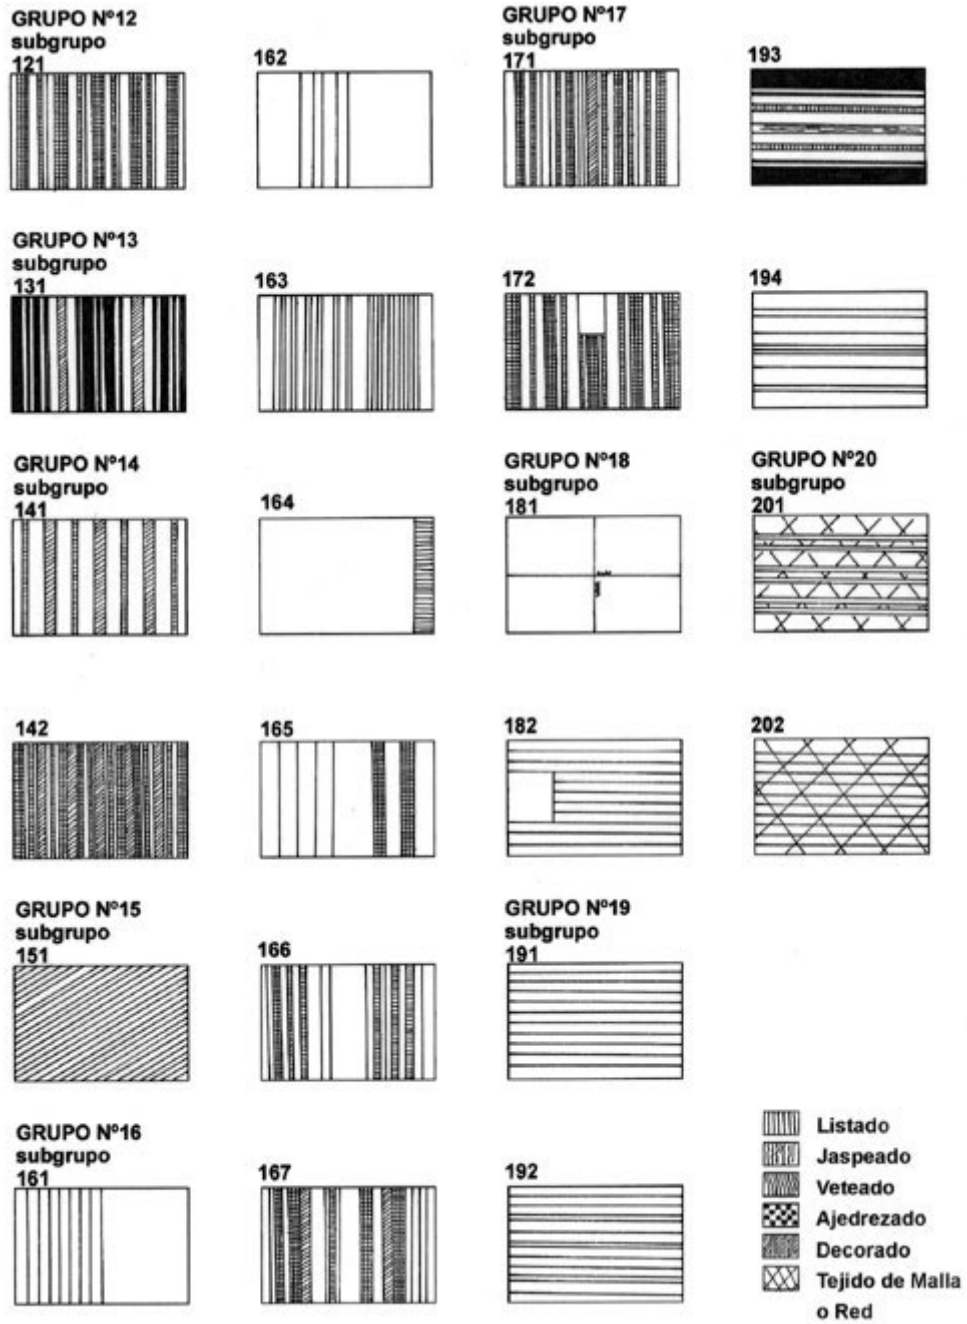 GRUPO Nº12
subgrupo
121
GRUPO Nº13
subgrupo
131
GRUPO Nº14
subgrupo
141
142
GRUPO Nº15
subgrupo
151
GRUPO Nº16
subgrupo
161
162
163
164
165
166
167
GRUPO Nº17
subgrupo
171
172
GRUPO Nº18
subgrupo
181
182
GRUPO Nº19
subgrupo
191
192
193
194
GRUPO Nº20
subgrupo
201
202
Listado
Jaspeado
Veteado
Ajedrezado
Decorado
Tejido de Malla
o Red